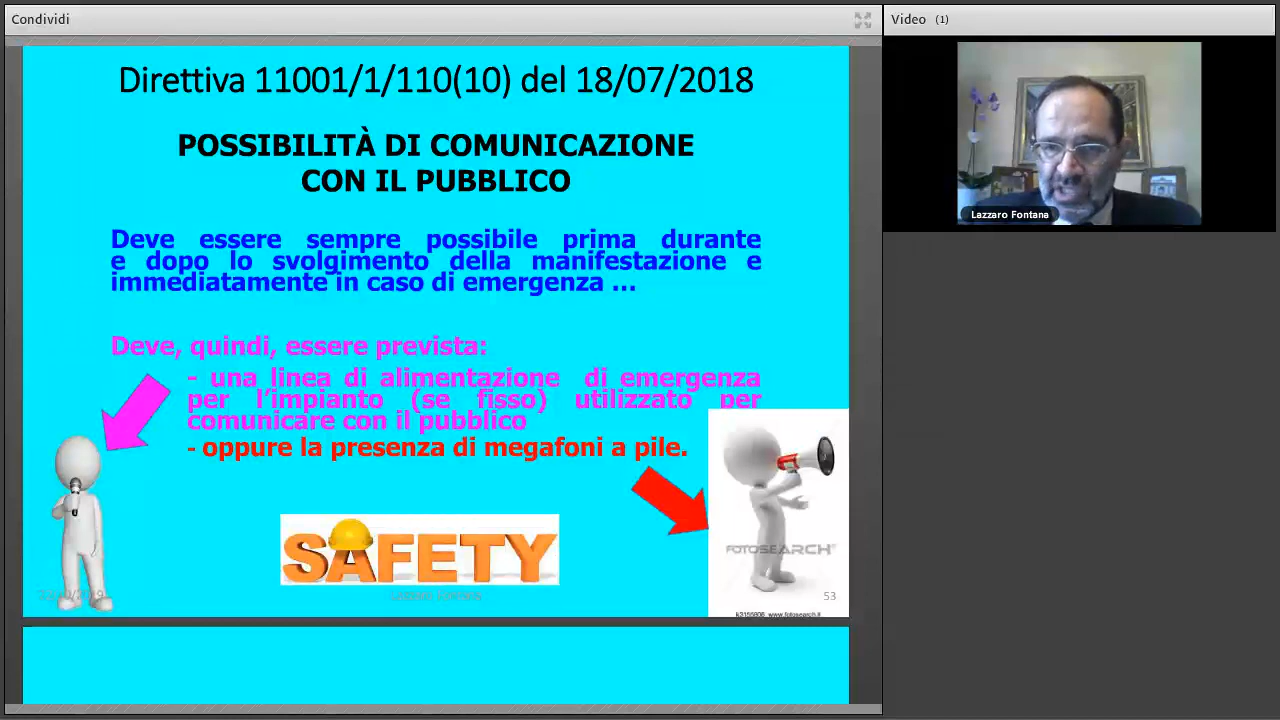 Condividi
Video (1)
Direttiva 11001/1/110(10) del 18/07/2018
POSSIBILITÀ DI COMUNICAZIONE
CON IL PUBBLICO
Deve essere sempre possibile prima durante
e dopo lo svolgimento della manifestazione e
immediatamente in caso di emergenza ...
Deve, quindi, essere prevista:
- una linea di alimentazione di emergenza
per l'impianto (se fisso) utilizzato per
comunicare con il pubblico
- oppure la presenza di megafoni a pile.
SAFETY
FOTOSEARCH®
Lazzaro Fontana
53
www.fotosearch.it
Lazzaro Fontana